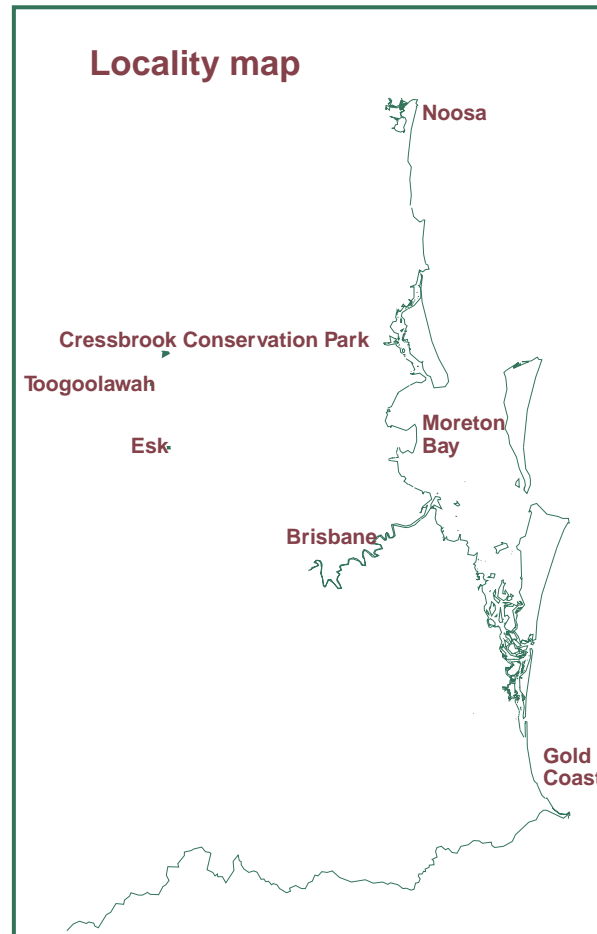 Locality map
Noosa
Cressbrook Conservation Park
Toogoolawah
Moreton
Bay
Esk
Brisbane
Gold
Coast